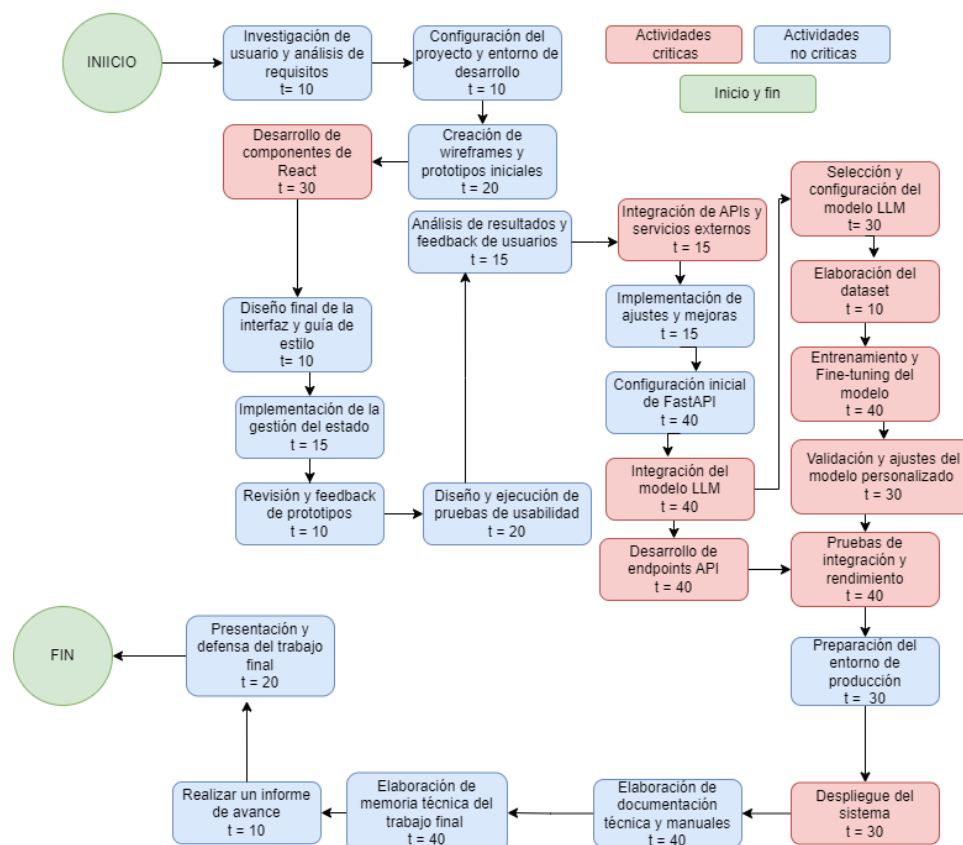 INIICIO
Investigación de
usuario y análisis de
requisitos
t= 10
Configuración del
proyecto y entorno de
desarrollo
t = 10
Actividades
criticas
Actividades
no criticas
Inicio y fin
Desarrollo de
componentes de
React
t = 30
Creación de
wireframes y
prototipos iniciales
t = 20
Selección y
configuración del
modelo LLM
t= 30
Análisis de resultados y
feedback de usuarios
t = 15
Integración de APIs y
servicios externos
t = 15
Elaboración del
dataset
t = 10
Diseño final de la
interfaz y guía de
estilo
t= 10
Implementación de
ajustes y mejoras
t = 15
Entrenamiento y
Fine-tuning del
modelo
t = 40
Configuración inicial
de FastAPI
t = 40
Implementación de la
gestión del estado
t = 15
Validación y ajustes del
modelo personalizado
t = 30
Integración del
modelo LLM
t = 40
Revisión y feedback
de prototipos
t = 10
Diseño y ejecución de
pruebas de usabilidad
t = 20
Desarrollo de
endpoints API
t = 40
Pruebas de
integración y
rendimiento
t = 40
FIN
Presentación y
defensa del trabajo
final
t = 20
Preparación del
entorno de
producción
t = 30
Realizar un informe
de avance
t = 10
Elaboración de
memoria técnica del
trabajo final
t = 40
Elaboración de
documentación
técnica y manuales
t = 40
Despliegue del
sistema
t = 30